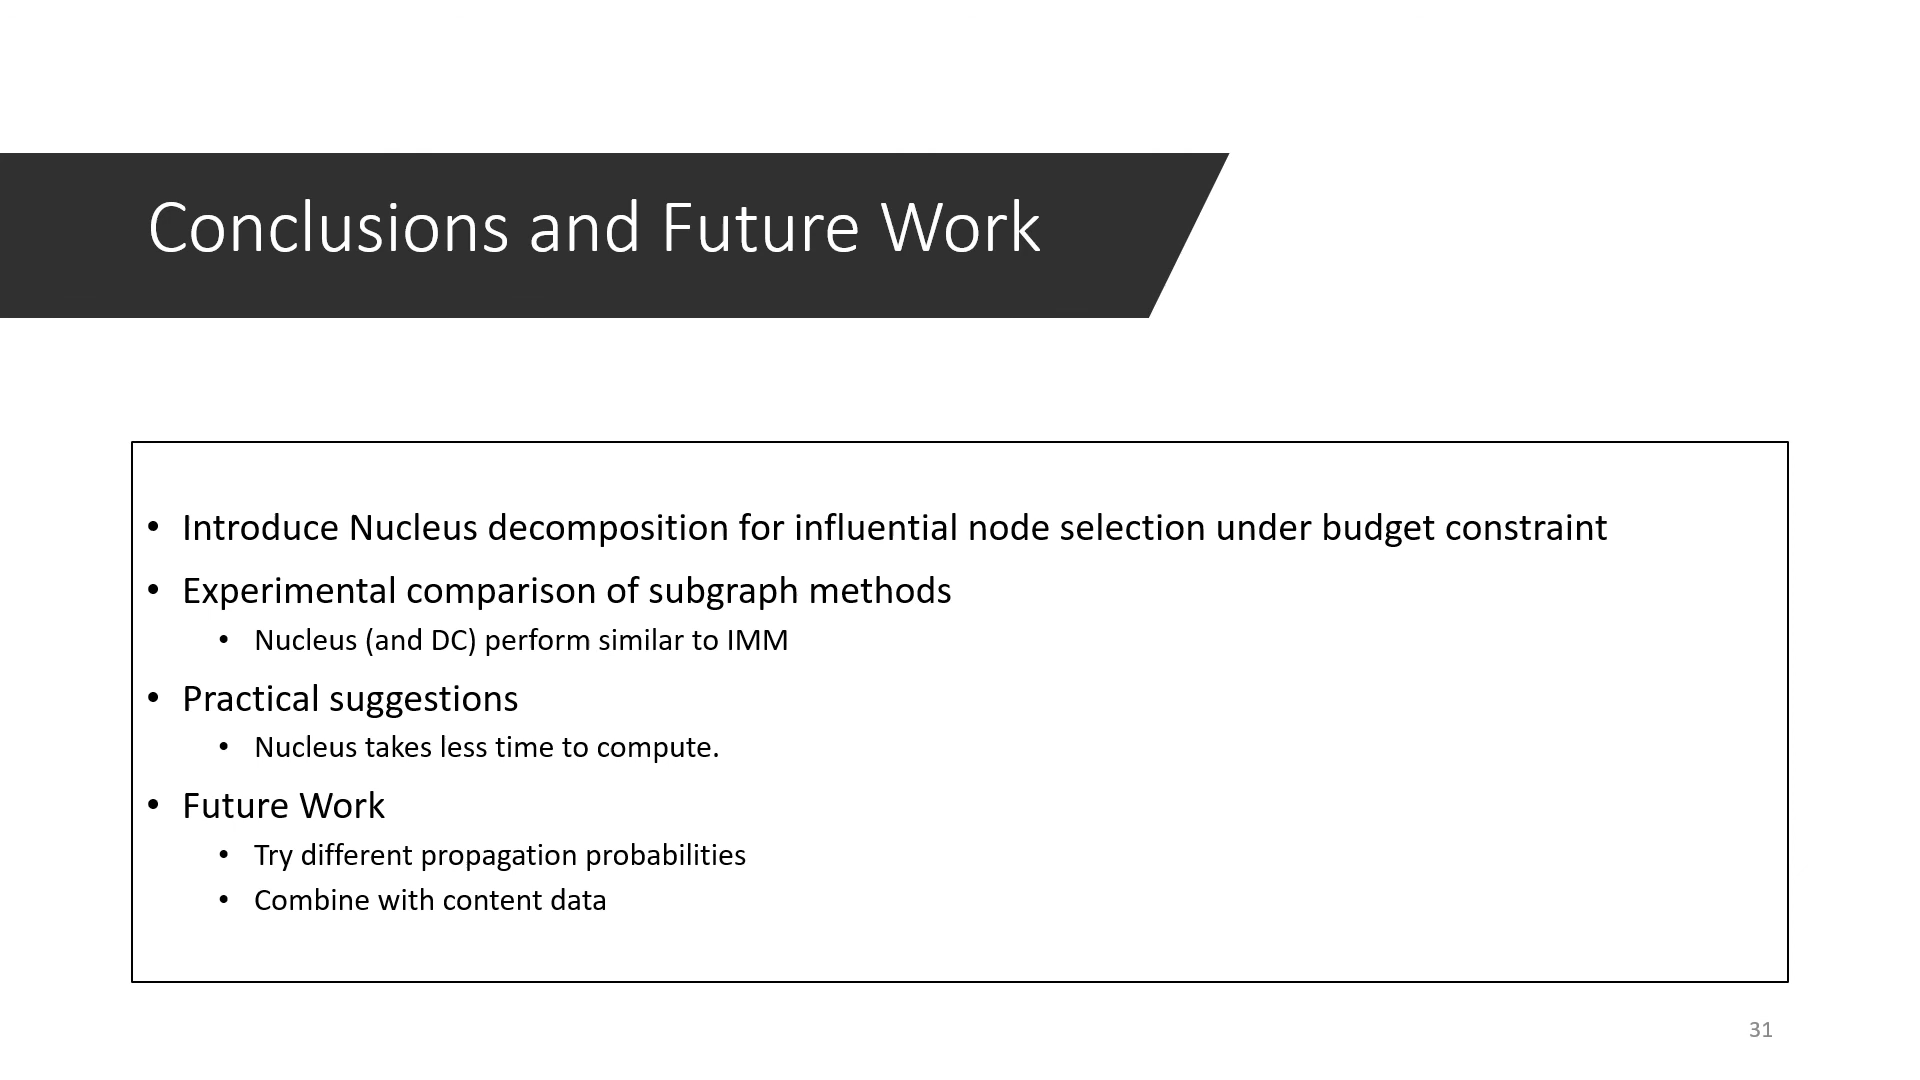 Conclusions and Future Work
• Introduce Nucleus decomposition for influential node selection under budget constraint
• Experimental comparison of subgraph methods
• Nucleus (and DC) perform similar to IMM
• Practical suggestions
• Nucleus takes less time to compute.
• Future Work
• Try different propagation probabilities
• Combine with content data
31